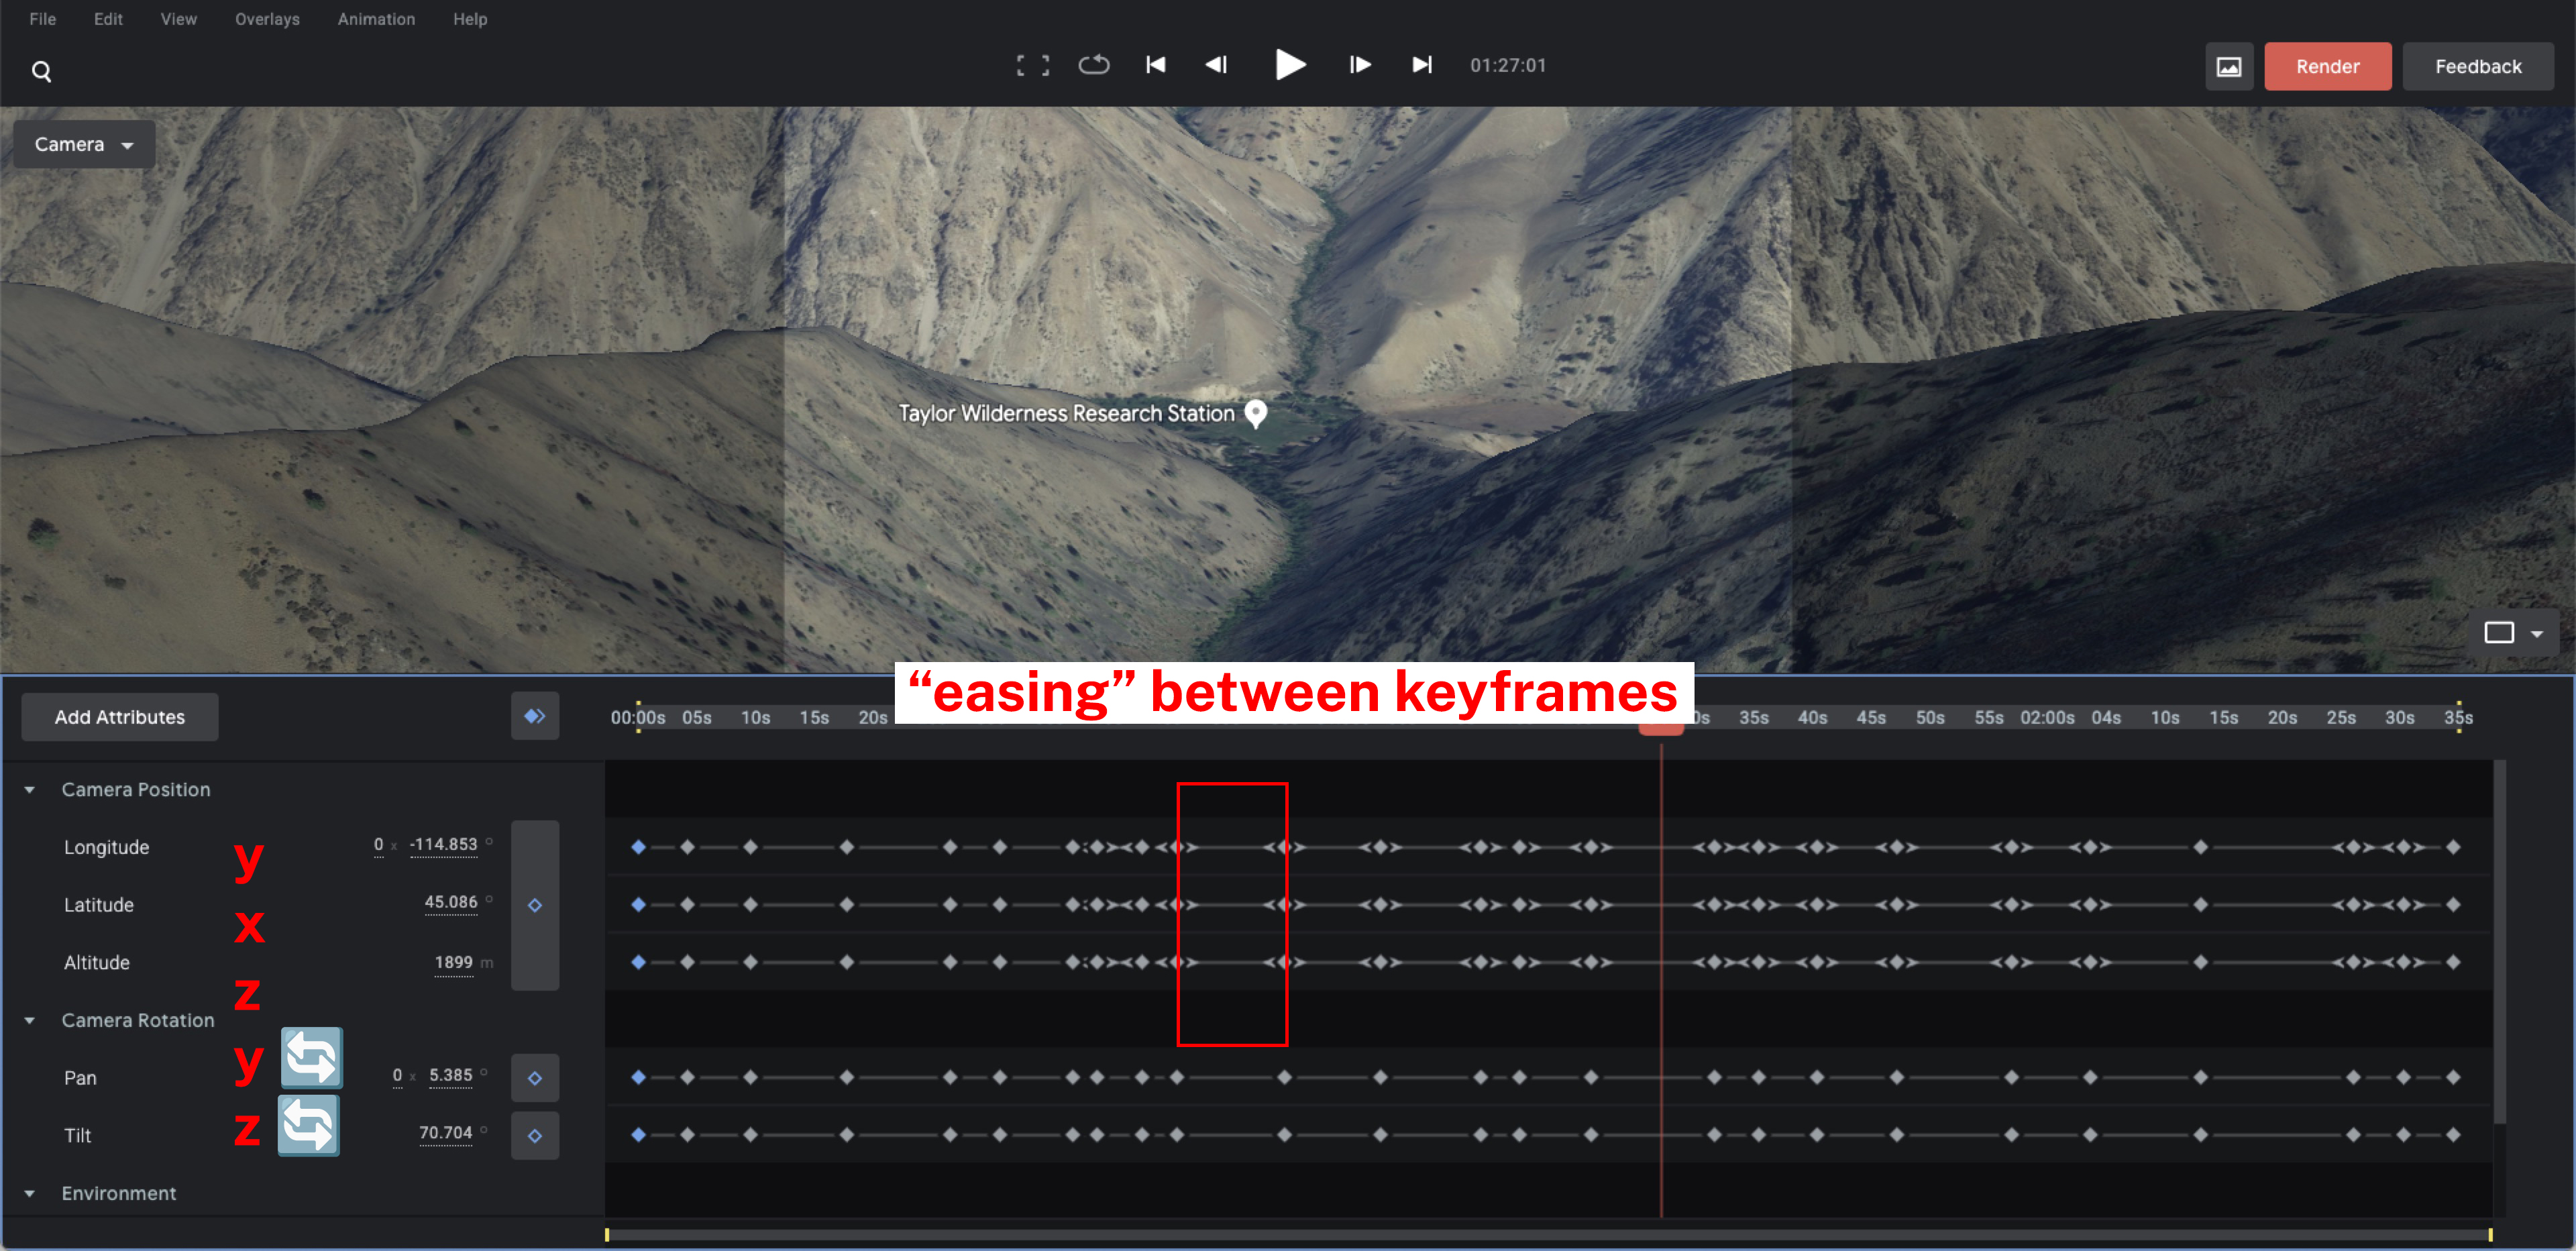 File Edit View Overlays Animation Help
01:27:01
Render
Feedback
Camera
Taylor Wilderness Research Station
“easing” between keyframes
Add Attributes
00:00s 05s 10s 15s 20s 0s 35s 40s 45s 50s 55s 02:00s 04s 10s 15s 20s 25s 30s 35s
Camera Position
Longitude y 0 x -114.853 °
Latitude x 45.086 °
Altitude z 1899 m
Camera Rotation
Pan y 0 x 5.385 °
Tilt z 70.704 °
Environment